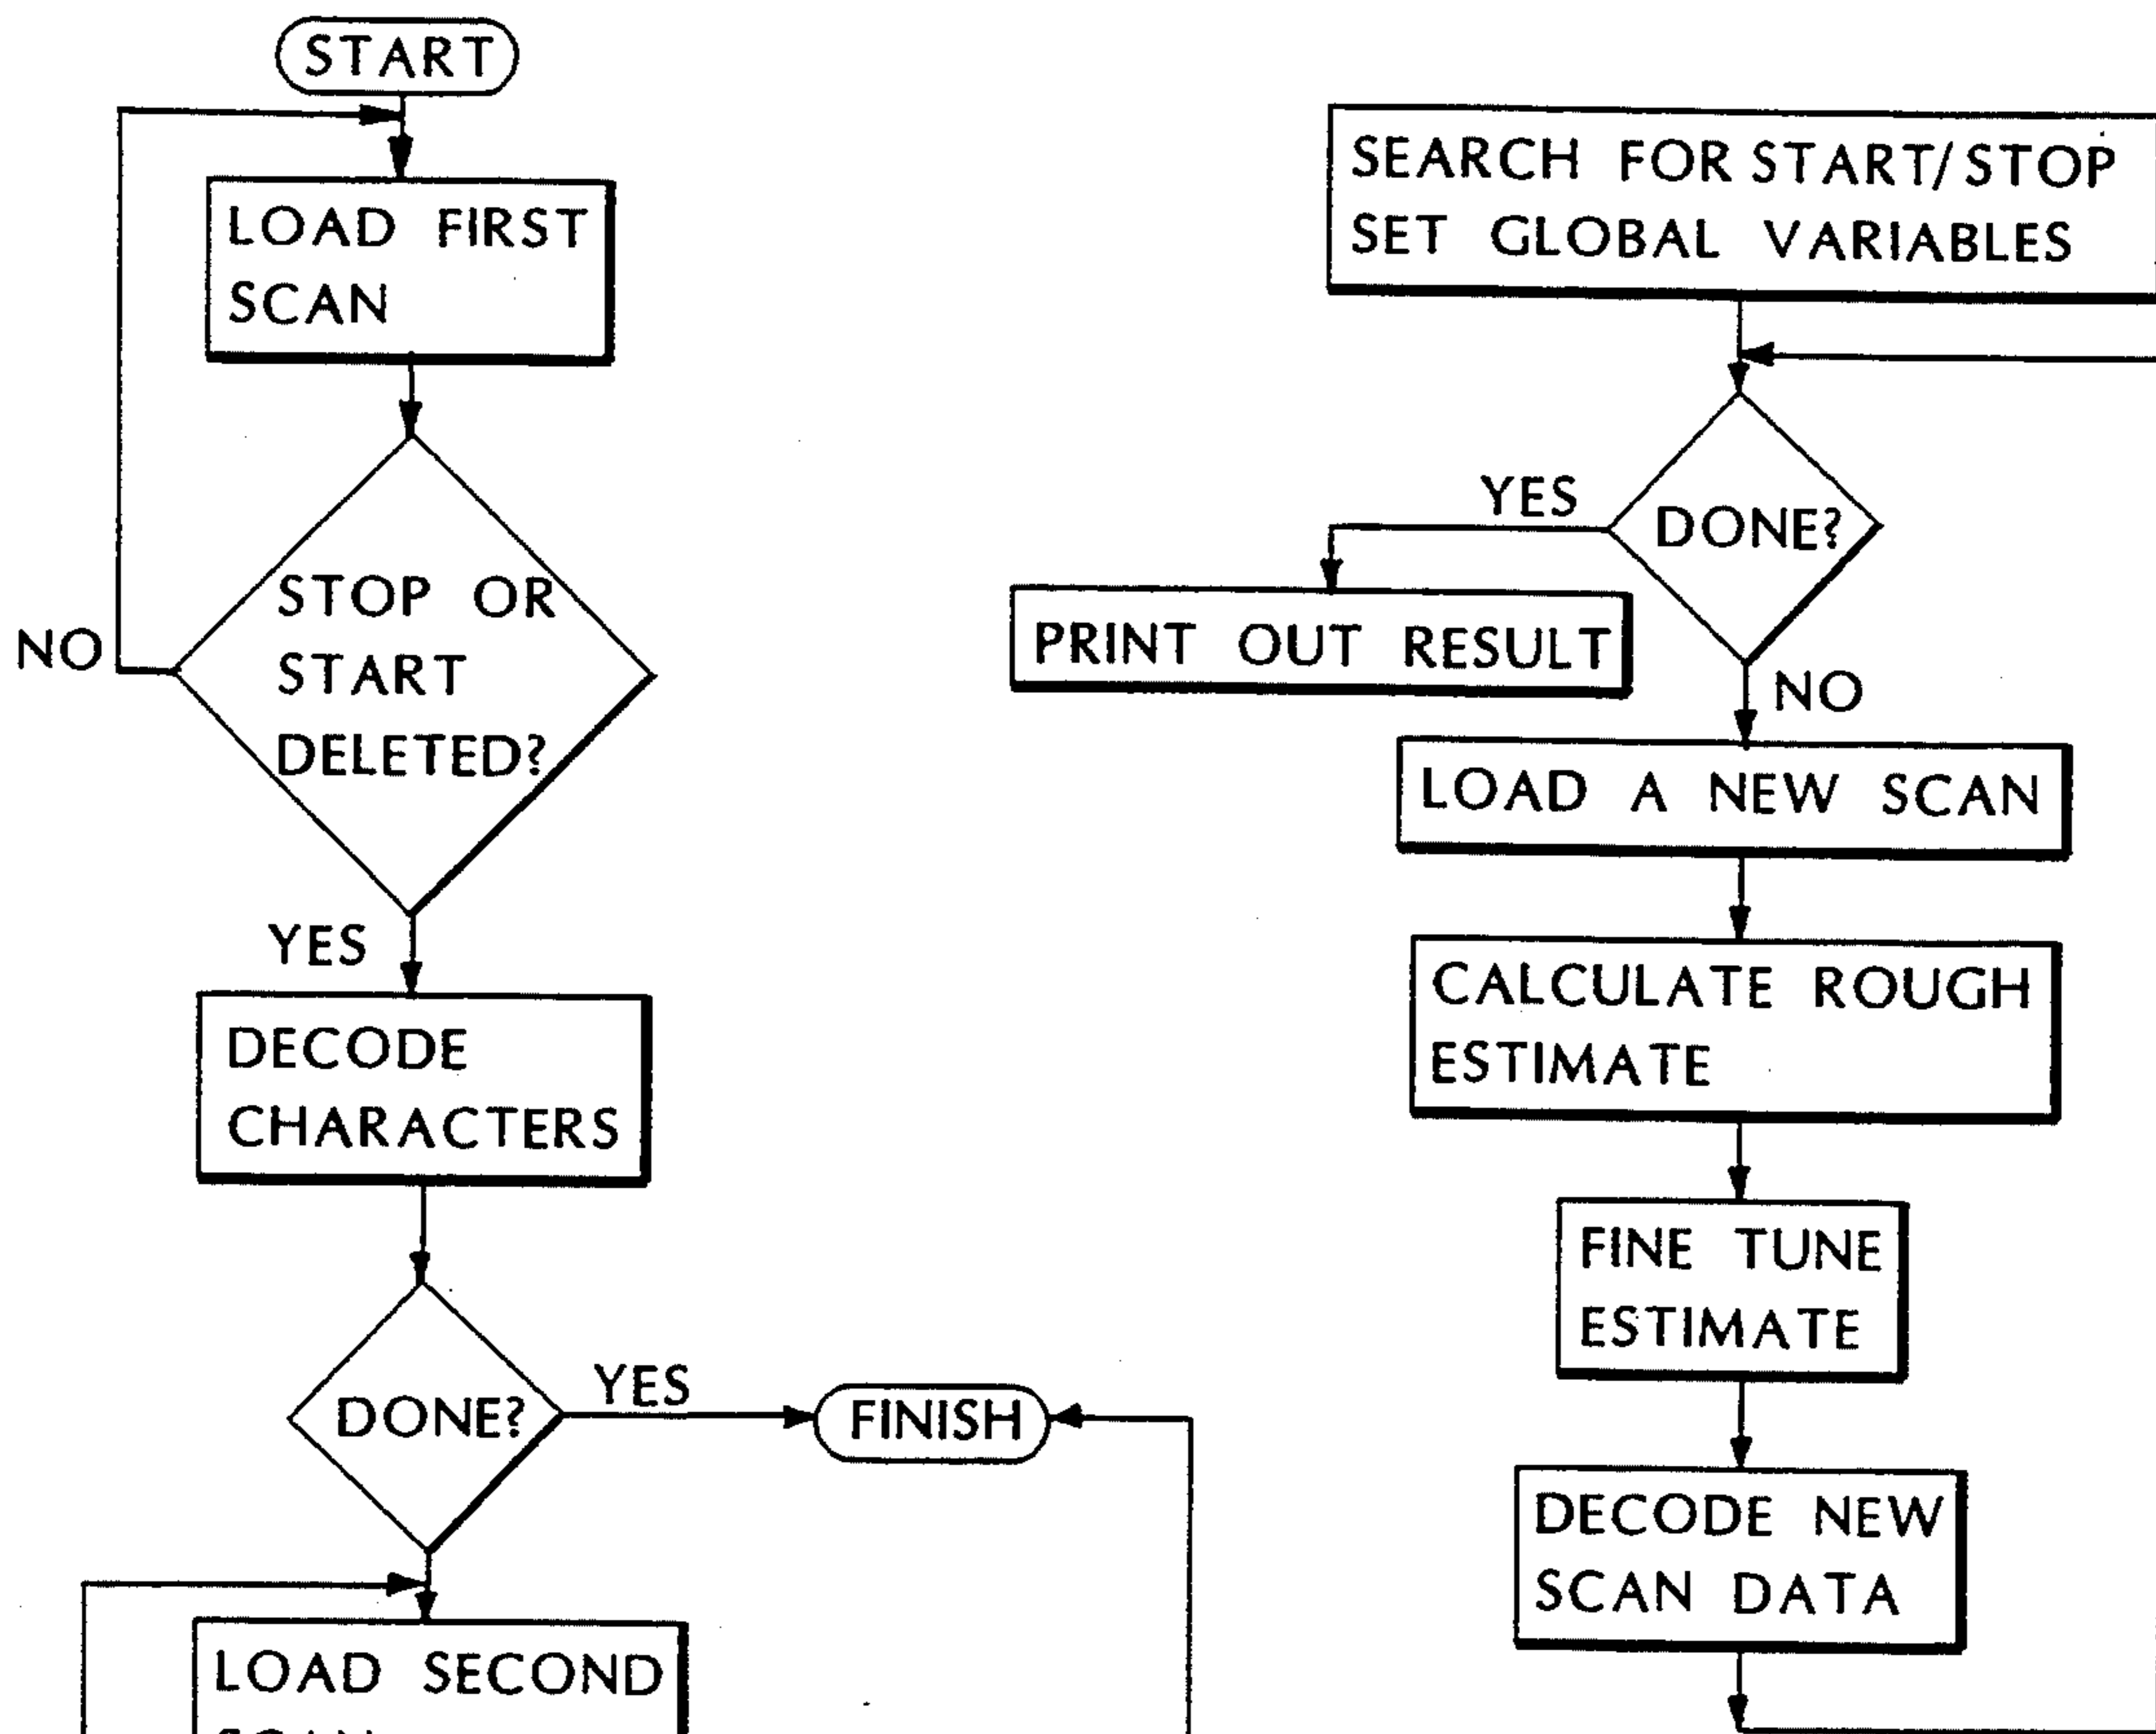 START
LOAD FIRST
SCAN
STOP OR
START
DELETED?
NO
YES
DECODE
CHARACTERS
DONE?
YES
FINISH
LOAD SECOND
SCAN
SEARCH FOR START/STOP
SET GLOBAL VARIABLES
DONE?
YES
PRINT OUT RESULT
NO
LOAD A NEW SCAN
CALCULATE ROUGH
ESTIMATE
FINE TUNE
ESTIMATE
DECODE NEW
SCAN DATA